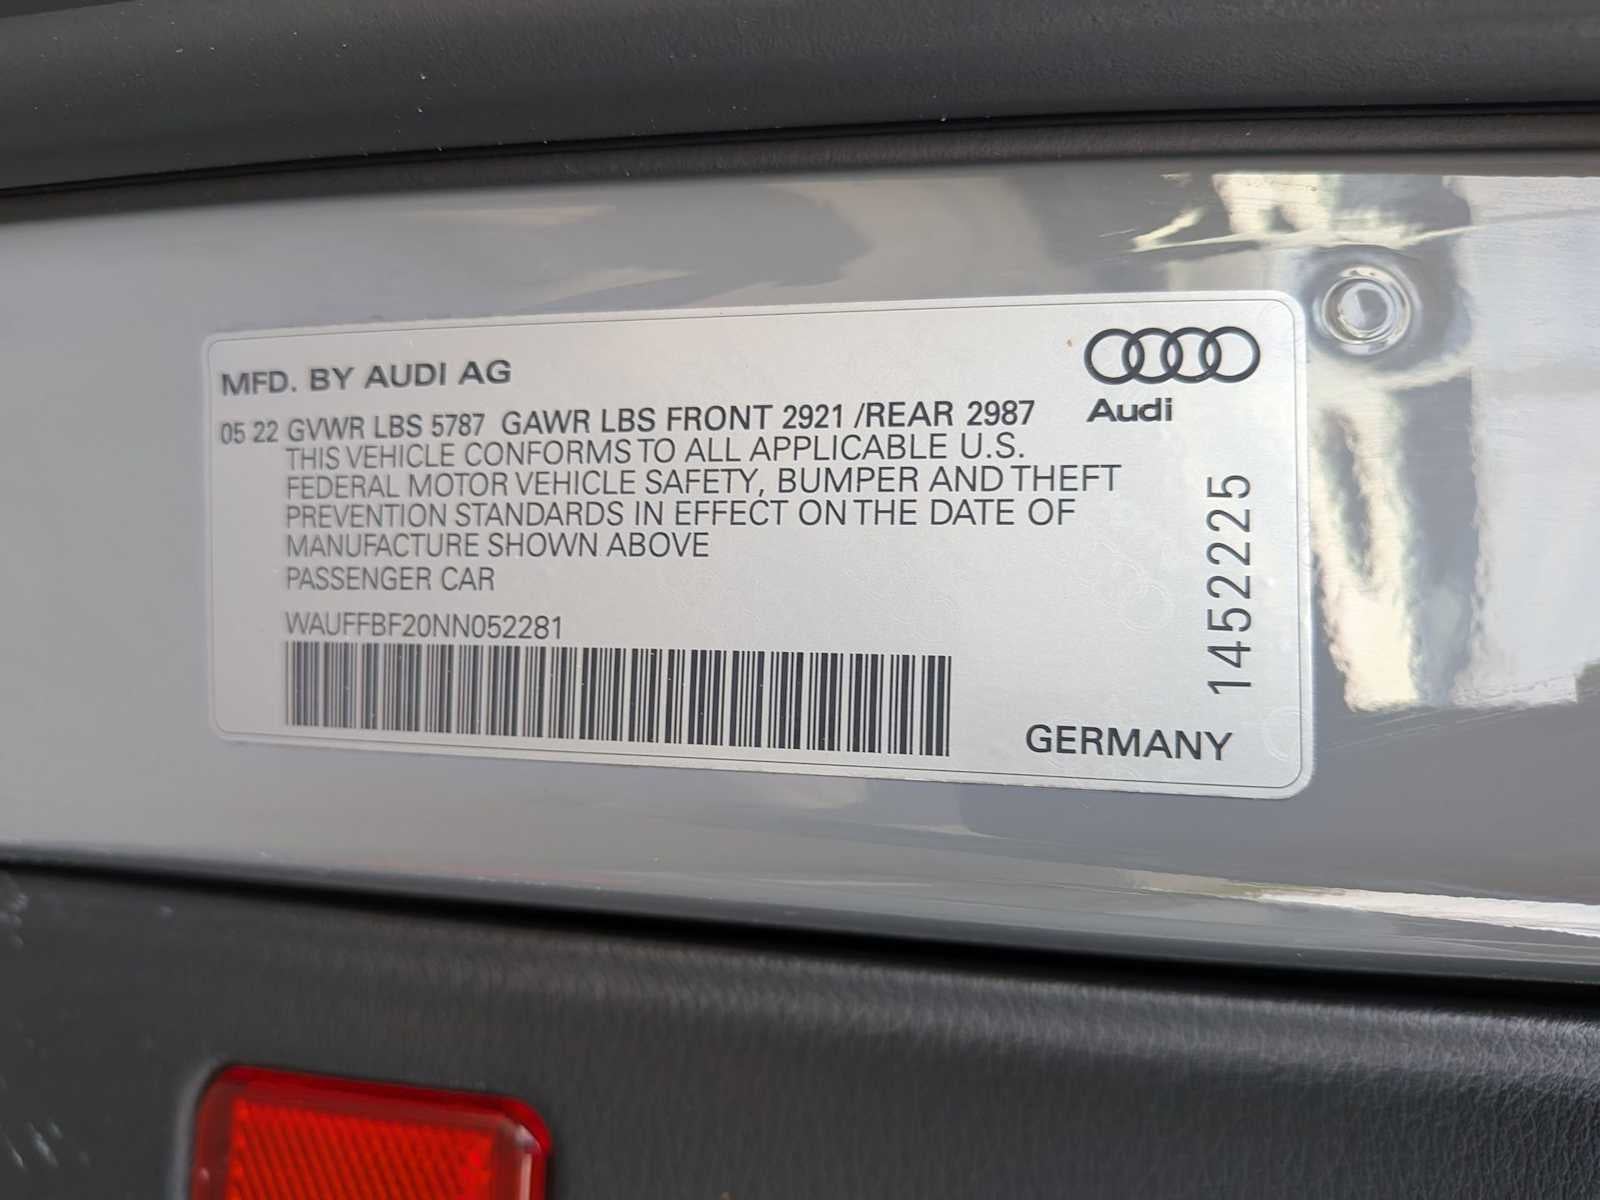 MFD. BY AUDI AG
Audi
05 22 GVWR LBS 5787 GAWR LBS FRONT 2921 /REAR 2987
THIS VEHICLE CONFORMS TO ALL APPLICABLE U.S.
FEDERAL MOTOR VEHICLE SAFETY, BUMPER AND THEFT
PREVENTION STANDARDS IN EFFECT ON THE DATE OF
MANUFACTURE SHOWN ABOVE
PASSENGER CAR
WAUFFBF20NN052281
1452225
GERMANY